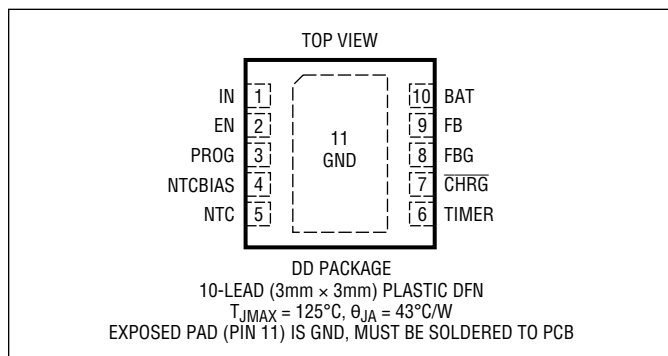 TOP VIEW
IN 1
EN 2
PROG 3
NTCBIAS 4
NTC 5
11
GND
10 BAT
9 FB
8 FBG
7 C̅H̅R̅G̅
6 TIMER
DD PACKAGE
10-LEAD (3mm × 3mm) PLASTIC DFN
TJMAX = 125°C, θJA = 43°C/W
EXPOSED PAD (PIN 11) IS GND, MUST BE SOLDERED TO PCB